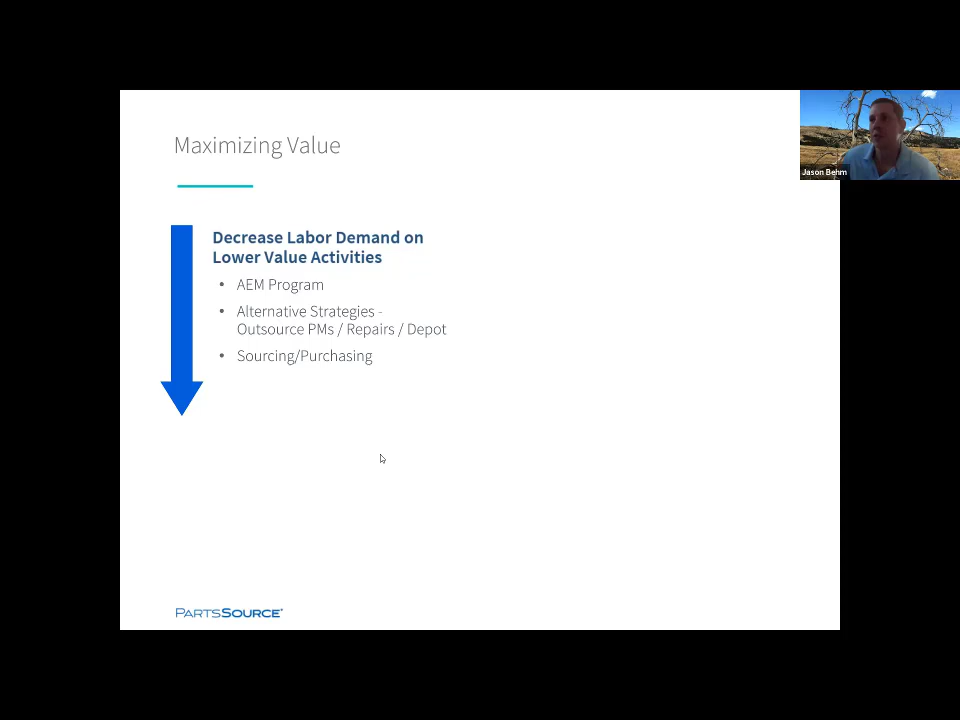 Maximizing Value
Jason Behm
Decrease Labor Demand on
Lower Value Activities
• AEM Program
• Alternative Strategies -
Outsource PMs / Repairs / Depot
• Sourcing/Purchasing
PARTSSOURCE®